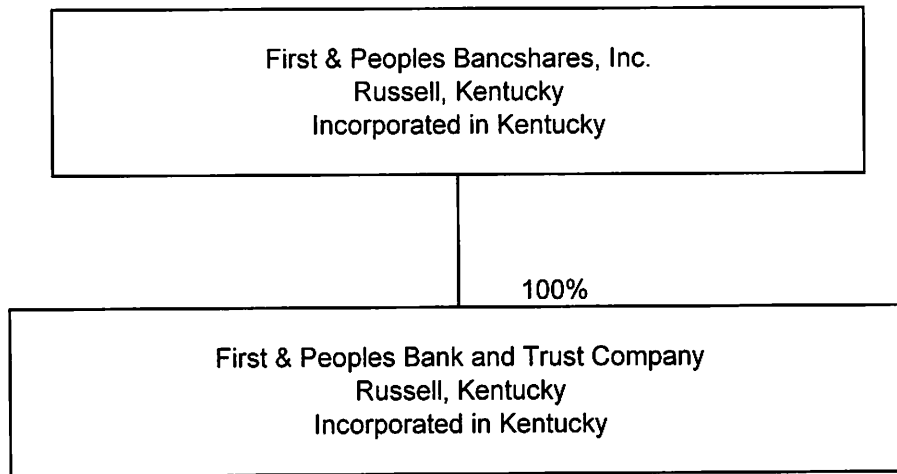 First & Peoples Bancshares, Inc.
Russell, Kentucky
Incorporated in Kentucky
100%
First & Peoples Bank and Trust Company
Russell, Kentucky
Incorporated in Kentucky